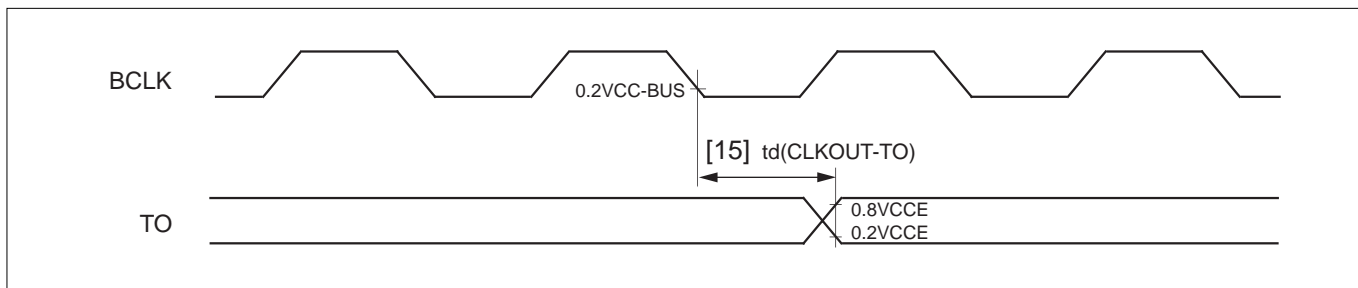 BCLK
0.2VCC-BUS
[15] td(CLKOUT-TO)
TO
0.8VCCE
0.2VCCE